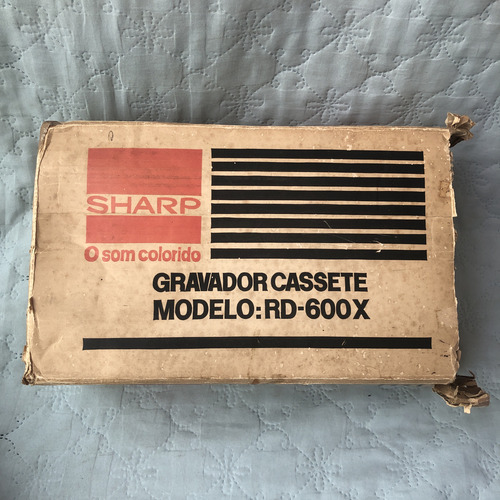 SHARP
O som colorido
GRAVADOR CASSETE
MODELO: RD-600X